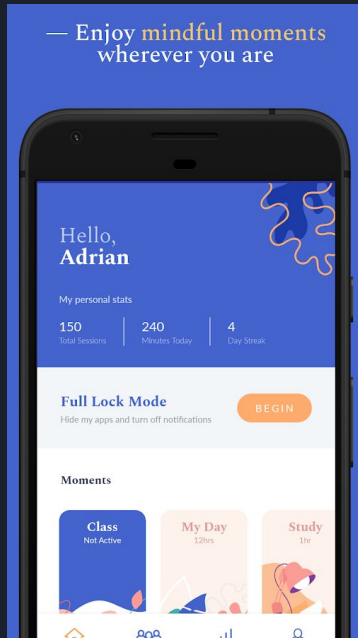 — Enjoy mindful moments
wherever you are
Hello,
Adrian
My personal stats
150 240 4
Total Sessions Minutes Today Day Streak
Full Lock Mode
Hide my apps and turn off notifications
BEGIN
Moments
Class My Day Study
Not Active 12hrs 1hr